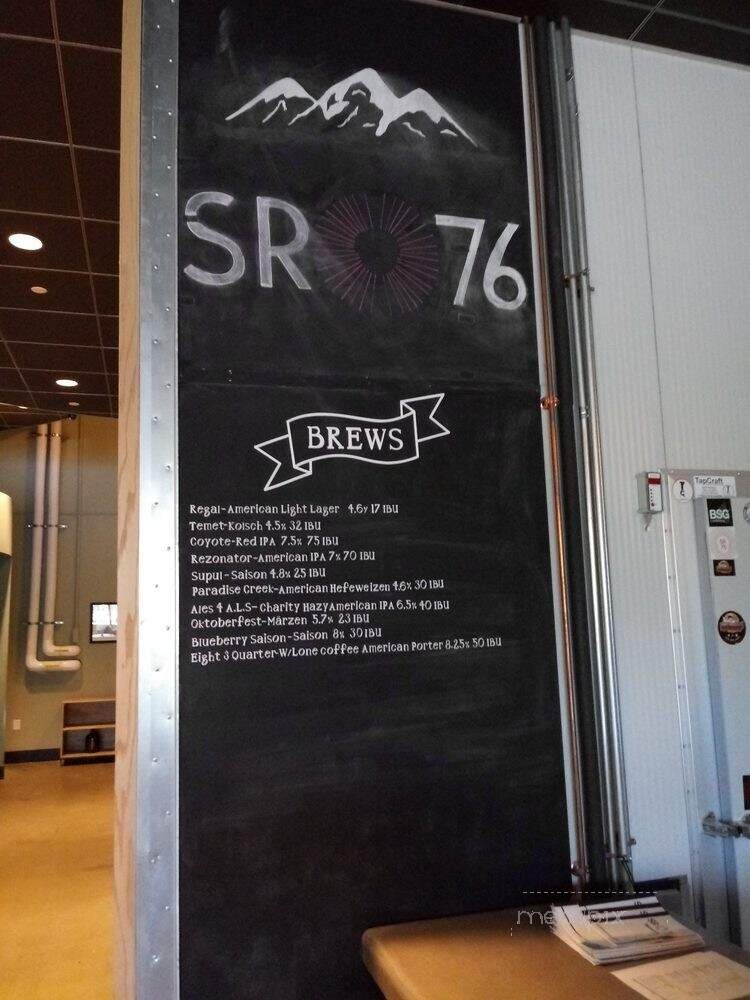 SR 76
BREWS
Regal-American Light Lager 4.6% 17 IBU
Temet-Kolsch 4.5% 32 IBU
Coyote-Red IPA 7.5% 75 IBU
Rezonator-American IPA 7% 70 IBU
Supul-Saison 4.8% 25 IBU
Paradise Creek-American Hefeweizen 4.6% 30 IBU
Ales 4 A.L.S- Charity Hazy American IPA 6.5% 40 IBU
Oktoberfest-Märzen 5.7% 23 IBU
Blueberry Saison-Saison 8% 30 IBU
Eight 3 Quarter-W/Lone coffee American Porter 8.25% 50 IBU
TapCraft
BSG